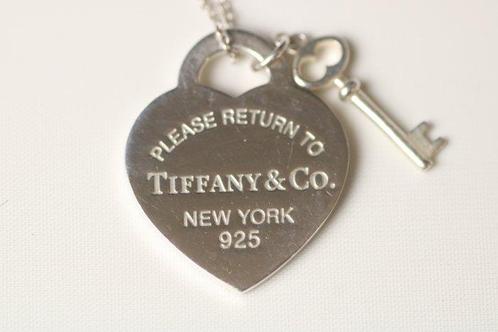 PLEASE RETURN TO
TIFFANY & CO.
NEW YORK
925